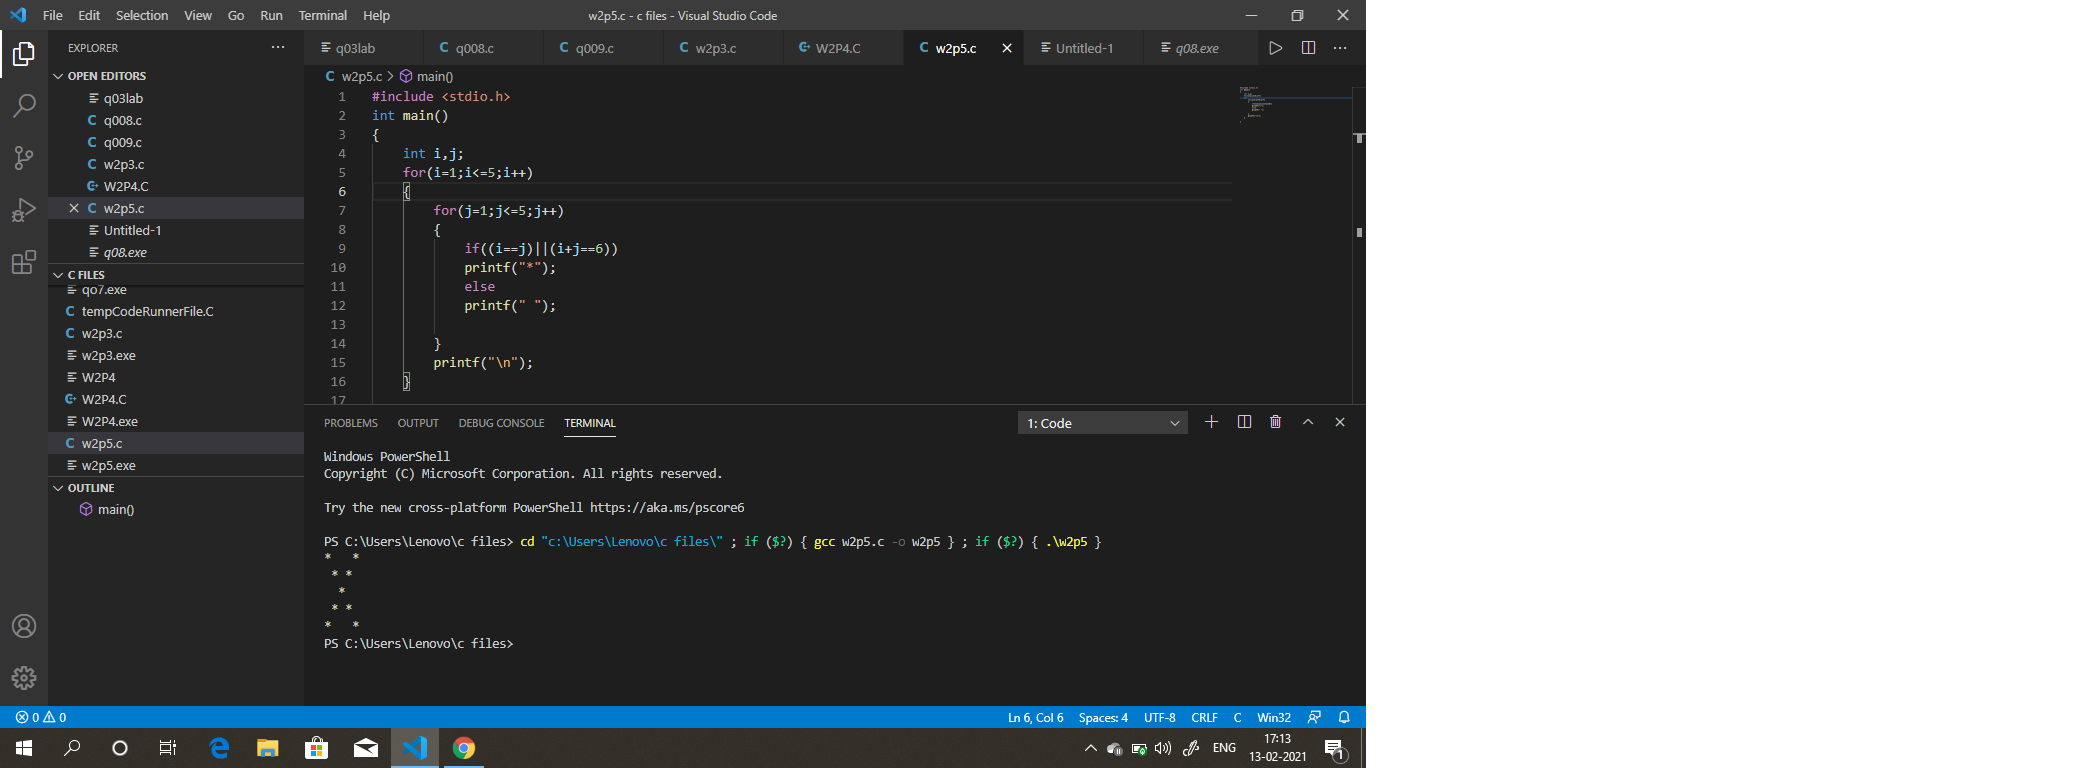 File Edit Selection View Go Run Terminal Help w2p5.c - c files - Visual Studio Code
EXPLORER
OPEN EDITORS
q03lab
q008.c
q009.c
w2p3.c
W2P4.C
w2p5.c
Untitled-1
q08.exe
C FILES
qo7.exe
tempCodeRunnerFile.C
w2p3.c
w2p3.exe
W2P4
W2P4.C
W2P4.exe
w2p5.c
w2p5.exe
OUTLINE
main()
q03lab q008.c q009.c w2p3.c W2P4.C w2p5.c Untitled-1 q08.exe
w2p5.c > main()
1 #include <stdio.h>
2 int main()
3 {
4     int i,j;
5     for(i=1;i<=5;i++)
6     {
7         for(j=1;j<=5;j++)
8         {
9             if((i==j)||(i+j==6))
10             printf("*");
11             else
12             printf(" ");
13
14         }
15         printf("\n");
16     }
17
PROBLEMS OUTPUT DEBUG CONSOLE TERMINAL 1: Code
Windows PowerShell
Copyright (C) Microsoft Corporation. All rights reserved.
Try the new cross-platform PowerShell https://aka.ms/pscore6
PS C:\Users\Lenovo\c files> cd "c:\Users\Lenovo\c files\" ; if ($?) { gcc w2p5.c -o w2p5 } ; if ($?) { .\w2p5 }
*   *
 * *
  *
 * *
*   *
PS C:\Users\Lenovo\c files>
0 0 Ln 6, Col 6 Spaces: 4 UTF-8 CRLF C Win32
ENG 17:13
13-02-2021
1